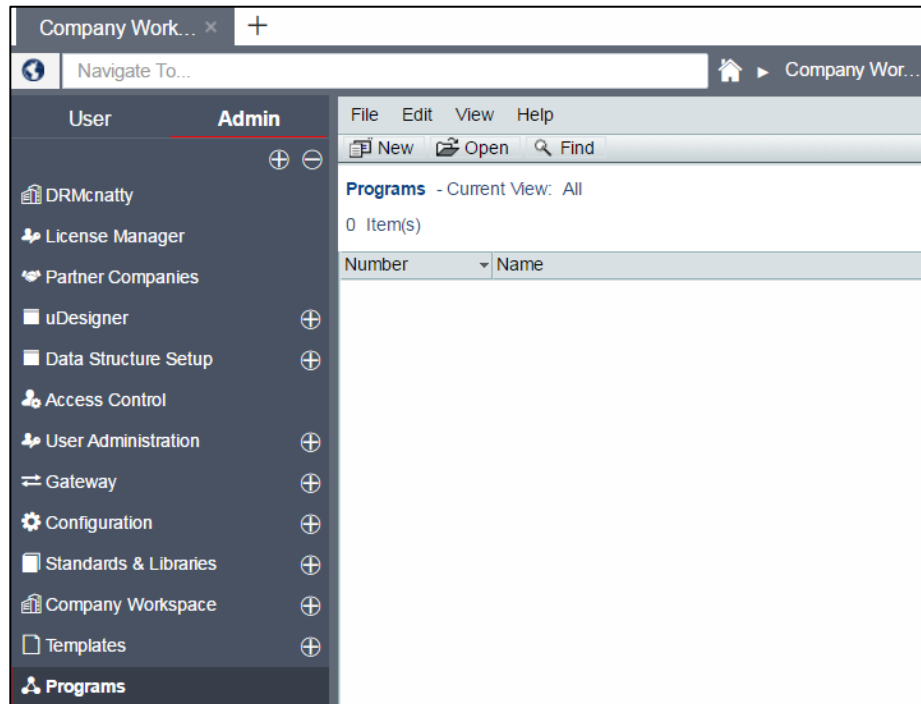 Company Work... × +
Navigate To... ▸ Company Wor...
User Admin
File Edit View Help
New Open Find
Programs - Current View: All
0 Item(s)
Number Name
DRMcnatty
License Manager
Partner Companies
uDesigner
Data Structure Setup
Access Control
User Administration
Gateway
Configuration
Standards & Libraries
Company Workspace
Templates
Programs